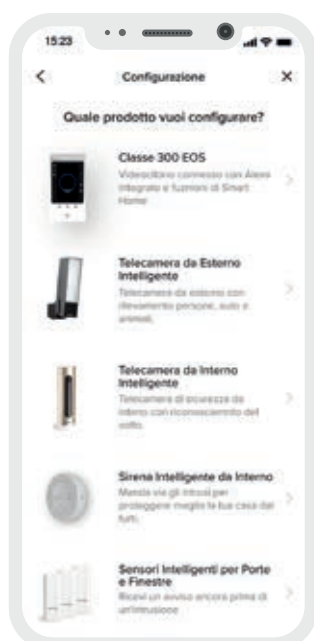 15:23
Configurazione
Quale prodotto vuoi configurare?
Classe 300 EOS
Videocitofono connesso con Alexa
integrato e funzioni di Smart
Home
Telecamera da Esterno
Intelligente
Telecamera da esterno con
rilevamento persone, auto e
animali.
Telecamera da Interno
Intelligente
Telecamera di sicurezza da
interno con riconoscimento del
volto.
Sirena Intelligente da Interno
Manda via gli intrusi per
proteggere meglio la tua casa dai
furti.
Sensori Intelligenti per Porte
e Finestre
Ricevi un avviso ancora prima di
un'intrusione